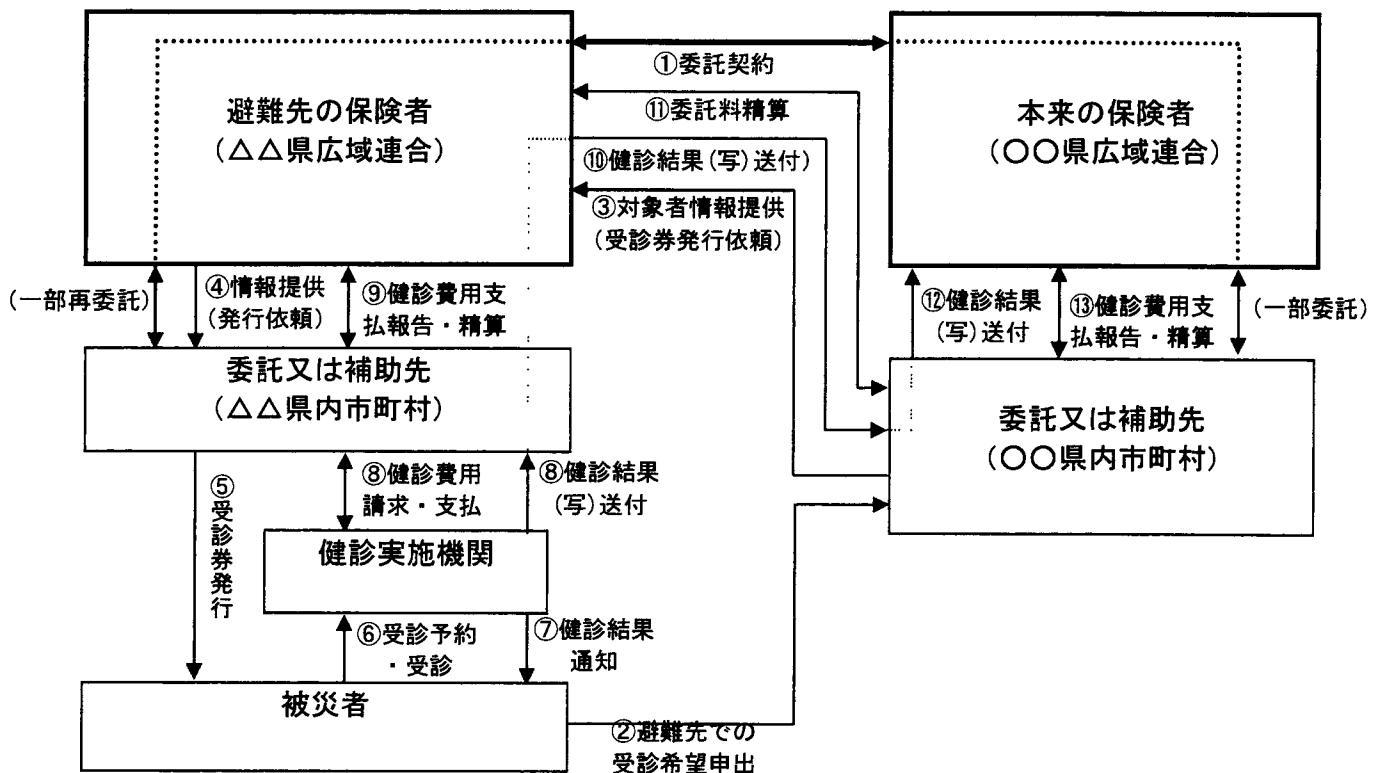 ①委託契約
避難先の保険者
(△△県広域連合)
本来の保険者
(〇〇県広域連合)
⑪委託料精算
⑩健診結果(写)送付)
③対象者情報提供
(受診券発行依頼)
(一部再委託)
④情報提供
(発行依頼)
⑨健診費用支
払報告・精算
⑫健診結果
(写)送付
⑬健診費用支
払報告・精算
(一部委託)
委託又は補助先
(△△県内市町村)
委託又は補助先
(〇〇県内市町村)
⑤受診券発行
⑧健診費用
請求・支払
⑧健診結果
(写)送付
健診実施機関
⑥受診予約
・受診
⑦健診結果
通知
被災者
②避難先での
受診希望申出